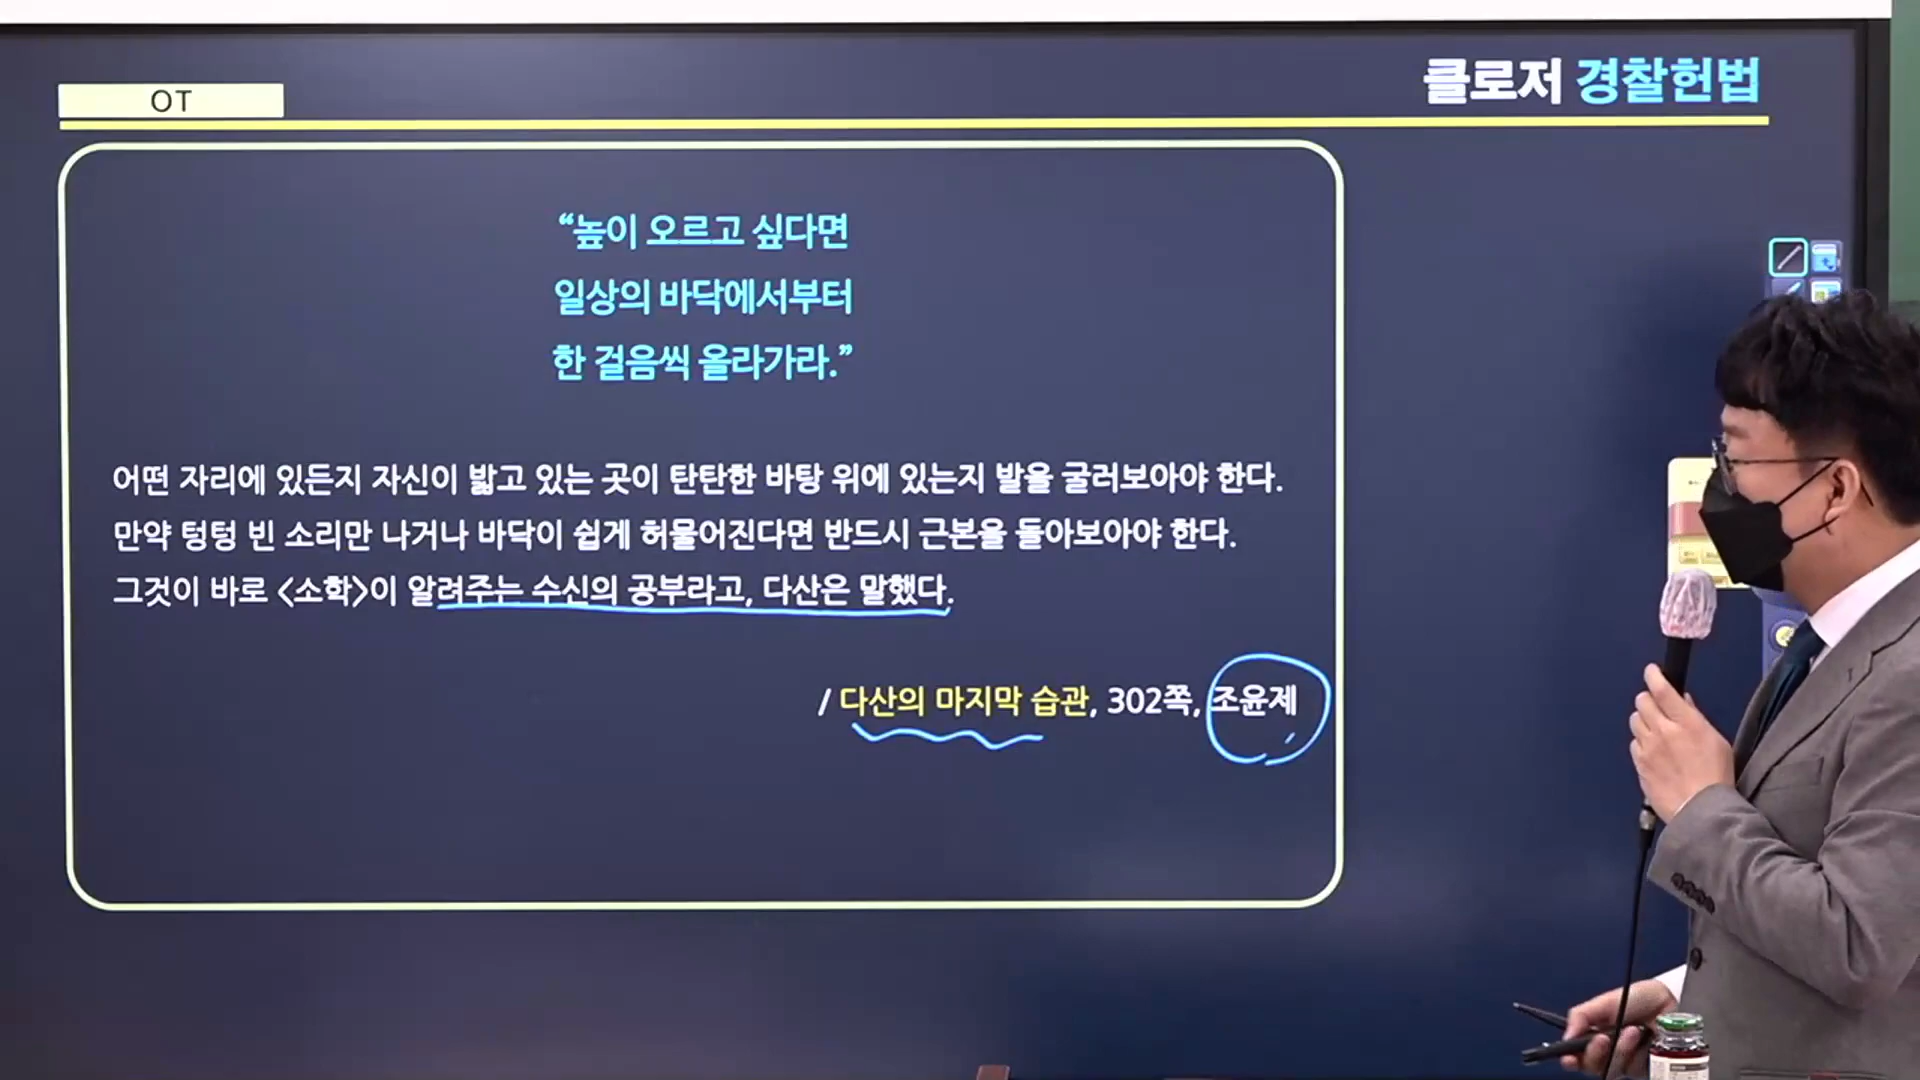 OT
클로저 경찰헌법
“높이 오르고 싶다면
일상의 바닥에서부터
한 걸음씩 올라가라.”
어떤 자리에 있든지 자신이 밟고 있는 곳이 탄탄한 바탕 위에 있는지 발을 굴러보아야 한다.
만약 텅텅 빈 소리만 나거나 바닥이 쉽게 허물어진다면 반드시 근본을 돌아보아야 한다.
그것이 바로 <소학>이 알려주는 수신의 공부라고, 다산은 말했다.
/ 다산의 마지막 습관, 302쪽, 조윤제